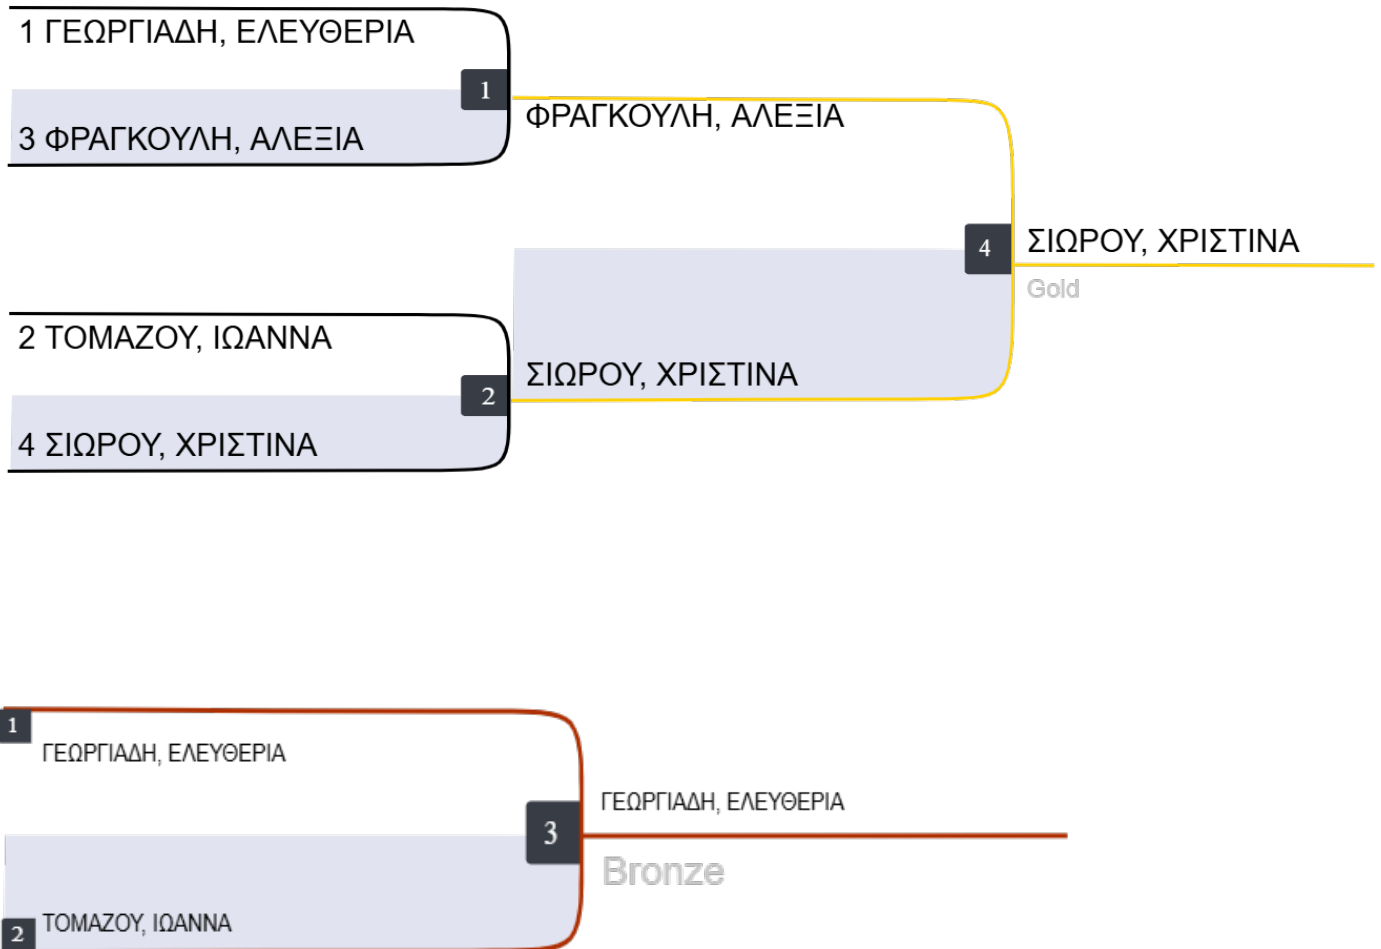 1 ΓΕΩΡΓΙΑΔΗ, ΕΛΕΥΘΕΡΙΑ
1
3 ΦΡΑΓΚΟΥΛΗ, ΑΛΕΞΙΑ
ΦΡΑΓΚΟΥΛΗ, ΑΛΕΞΙΑ
4
ΣΙΩΡΟΥ, ΧΡΙΣΤΙΝΑ
Gold
2 ΤΟΜΑΖΟΥ, ΙΩΑΝΝΑ
2
4 ΣΙΩΡΟΥ, ΧΡΙΣΤΙΝΑ
ΣΙΩΡΟΥ, ΧΡΙΣΤΙΝΑ
1
ΓΕΩΡΓΙΑΔΗ, ΕΛΕΥΘΕΡΙΑ
3
ΓΕΩΡΓΙΑΔΗ, ΕΛΕΥΘΕΡΙΑ
Bronze
2
ΤΟΜΑΖΟΥ, ΙΩΑΝΝΑ